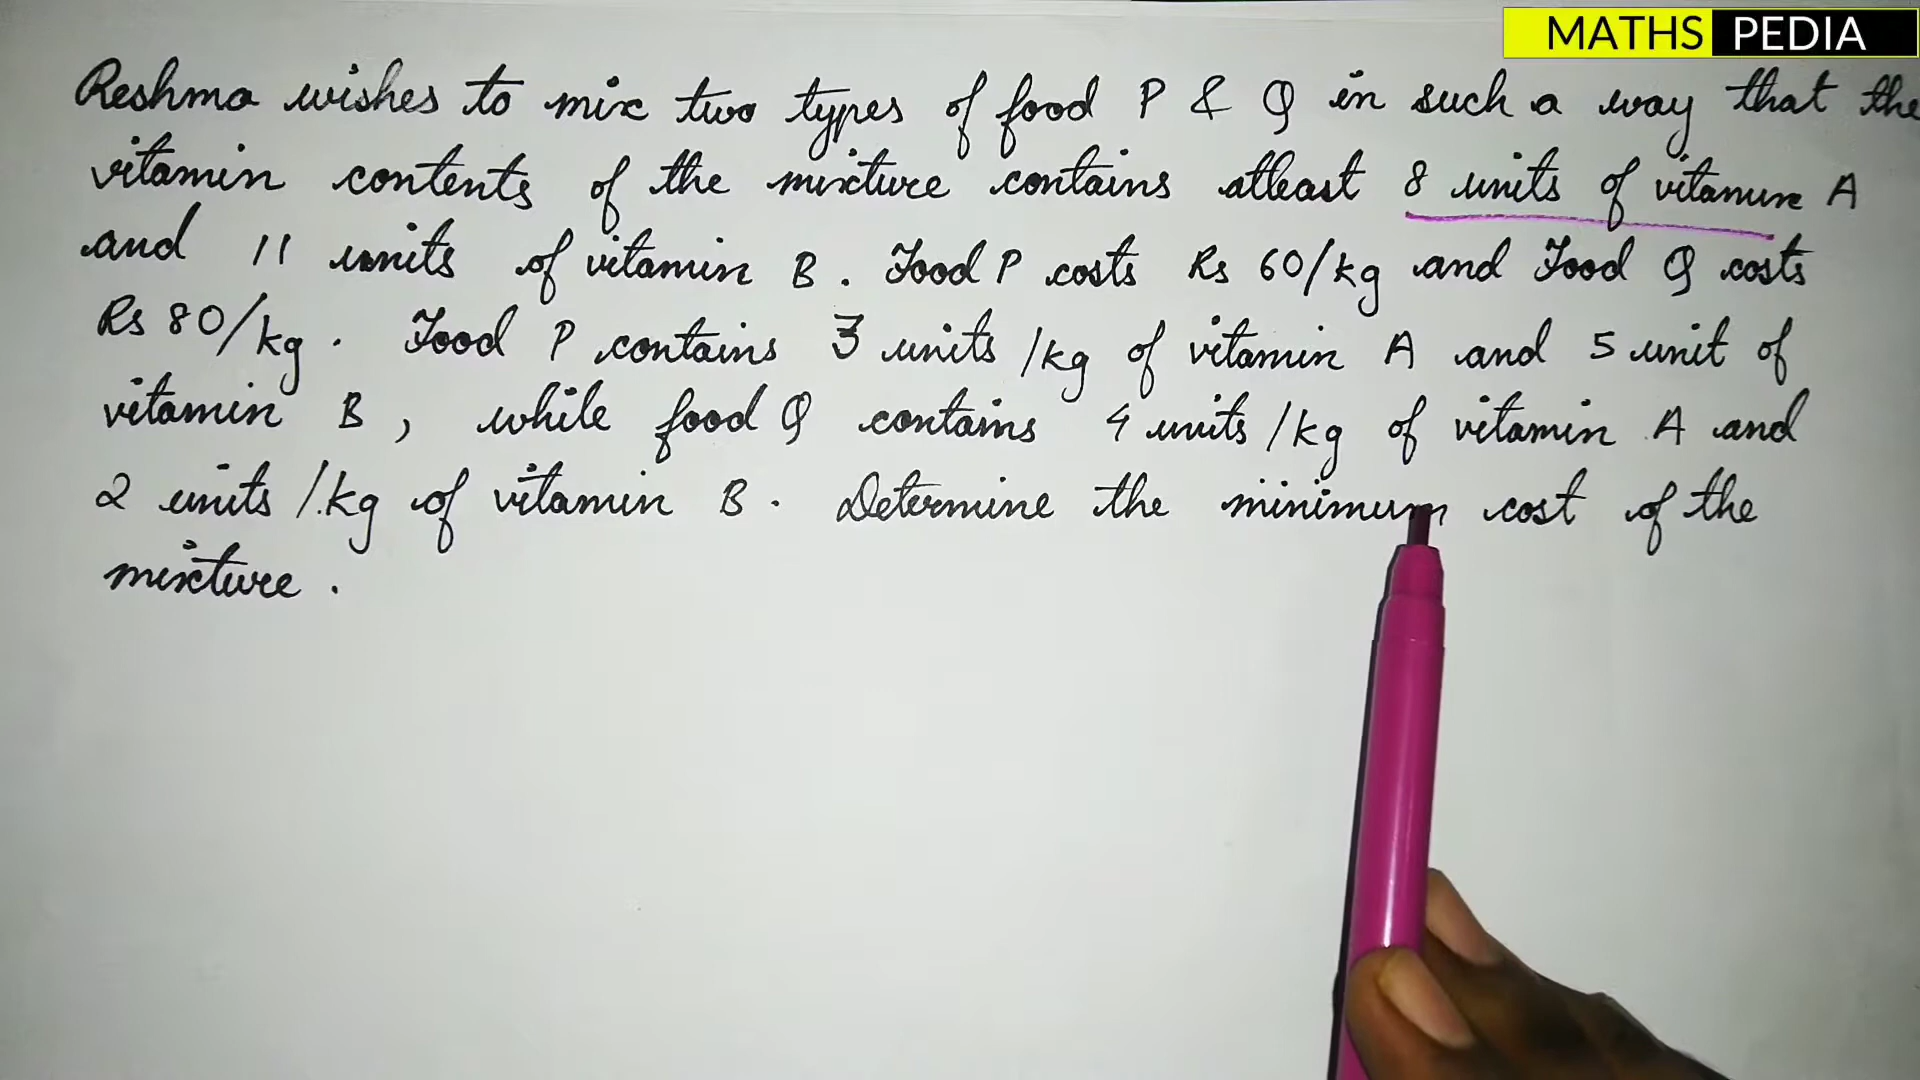 MATHS PEDIA
Reshma wishes to mix two types of food P & Q in such a way that the
vitamin contents of the mixture contains atleast 8 units of vitamin A
and 11 units of vitamin B. Food P costs Rs 60/kg and Food Q costs
Rs 80/kg. Food P contains 3 units /kg of vitamin A and 5 unit of
vitamin B, while food Q contains 4 units /kg of vitamin A and
2 units /.kg of vitamin B. Determine the minimum cost of the
mixture.